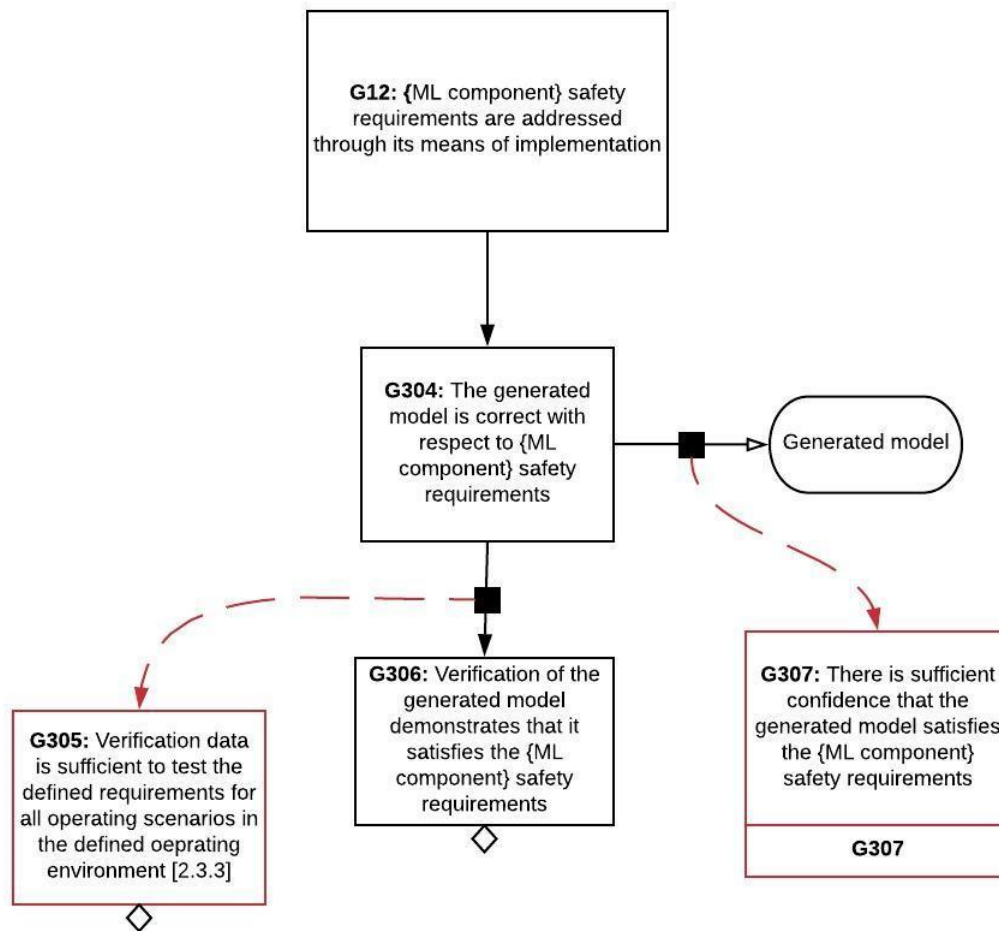 G12: {ML component} safety
requirements are addressed
through its means of implementation
G304: The generated
model is correct with
respect to {ML
component} safety
requirements
Generated model
G305: Verification data
is sufficient to test the
defined requirements for
all operating scenarios in
the defined oeprating
environment [2.3.3]
G306: Verification of the
generated model
demonstrates that it
satisfies the {ML
component} safety
requirements
G307: There is sufficient
confidence that the
generated model satisfies
the {ML component}
safety requirements
G307